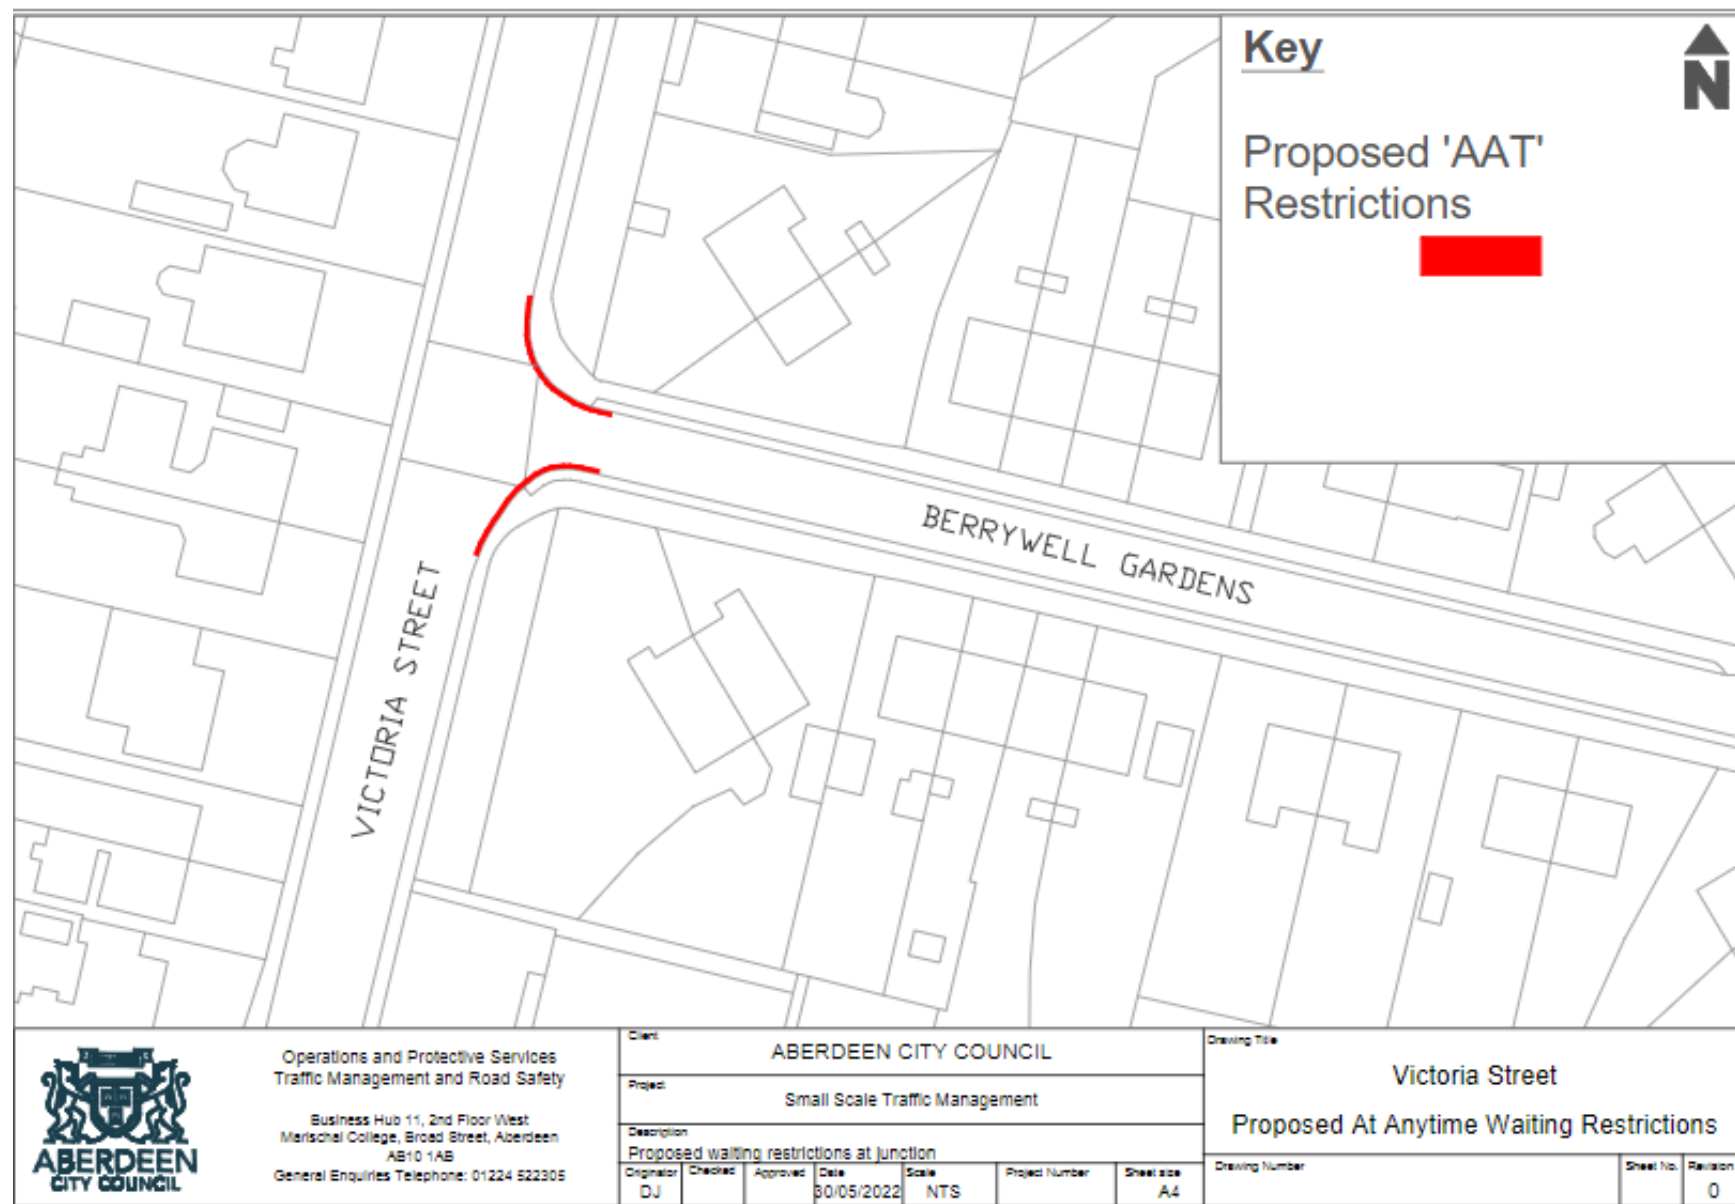 Key
N
Proposed 'AAT'
Restrictions
BERRYWELL GARDENS
VICTORIA STREET
ABERDEEN
CITY COUNCIL
Operations and Protective Services
Traffic Management and Road Safety
Business Hub 11, 2nd Floor West
Marischal College, Broad Street, Aberdeen
AB10 1AB
General Enquiries Telephone: 01224 522305
Client
ABERDEEN CITY COUNCIL
Project
Small Scale Traffic Management
Description
Proposed waiting restrictions at junction
Originator Checked Approved Date Scale Project Number Sheet size
DJ 30/05/2022 NTS A4
Drawing Title
Victoria Street
Proposed At Anytime Waiting Restrictions
Drawing Number Sheet No. Revision
0